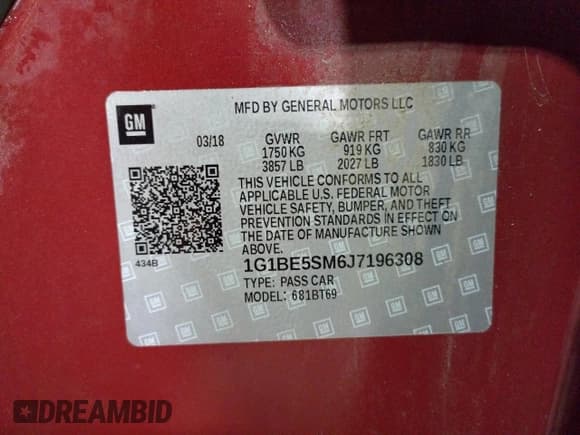 GM
MFD BY GENERAL MOTORS LLC
03/18 GVWR GAWR FRT GAWR RR
1750 KG 919 KG 830 KG
3857 LB 2027 LB 1830 LB
THIS VEHICLE CONFORMS TO ALL
APPLICABLE U.S. FEDERAL MOTOR
VEHICLE SAFETY, BUMPER, AND THEFT
PREVENTION STANDARDS IN EFFECT ON
THE DATE OF MANUFACTURE SHOWN
ABOVE.
434B
1G1BE5SM6J7196308
TYPE: PASS CAR
MODEL: 681BT69
DREAMBID